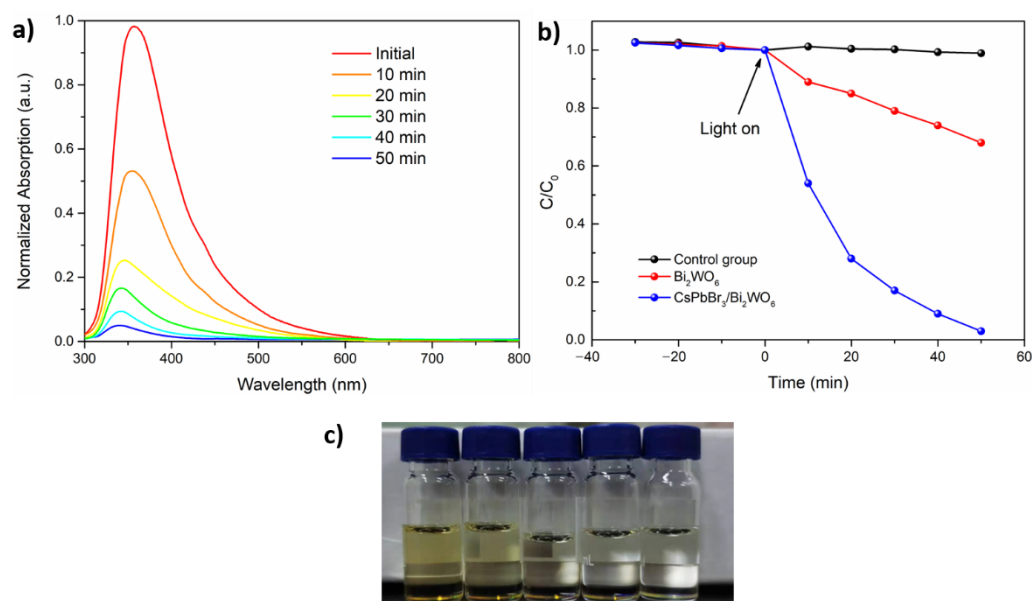 a)
Normalized Absorption (a.u.)
1.0
0.8
0.6
0.4
0.2
0.0
300 400 500 600 700 800
Wavelength (nm)
Initial
10 min
20 min
30 min
40 min
50 min
b)
C/C₀
1.0
0.8
0.6
0.4
0.2
0.0
−40 −20 0 20 40 60
Time (min)
Light on
Control group
Bi₂WO₆
CsPbBr₃/Bi₂WO₆
c)